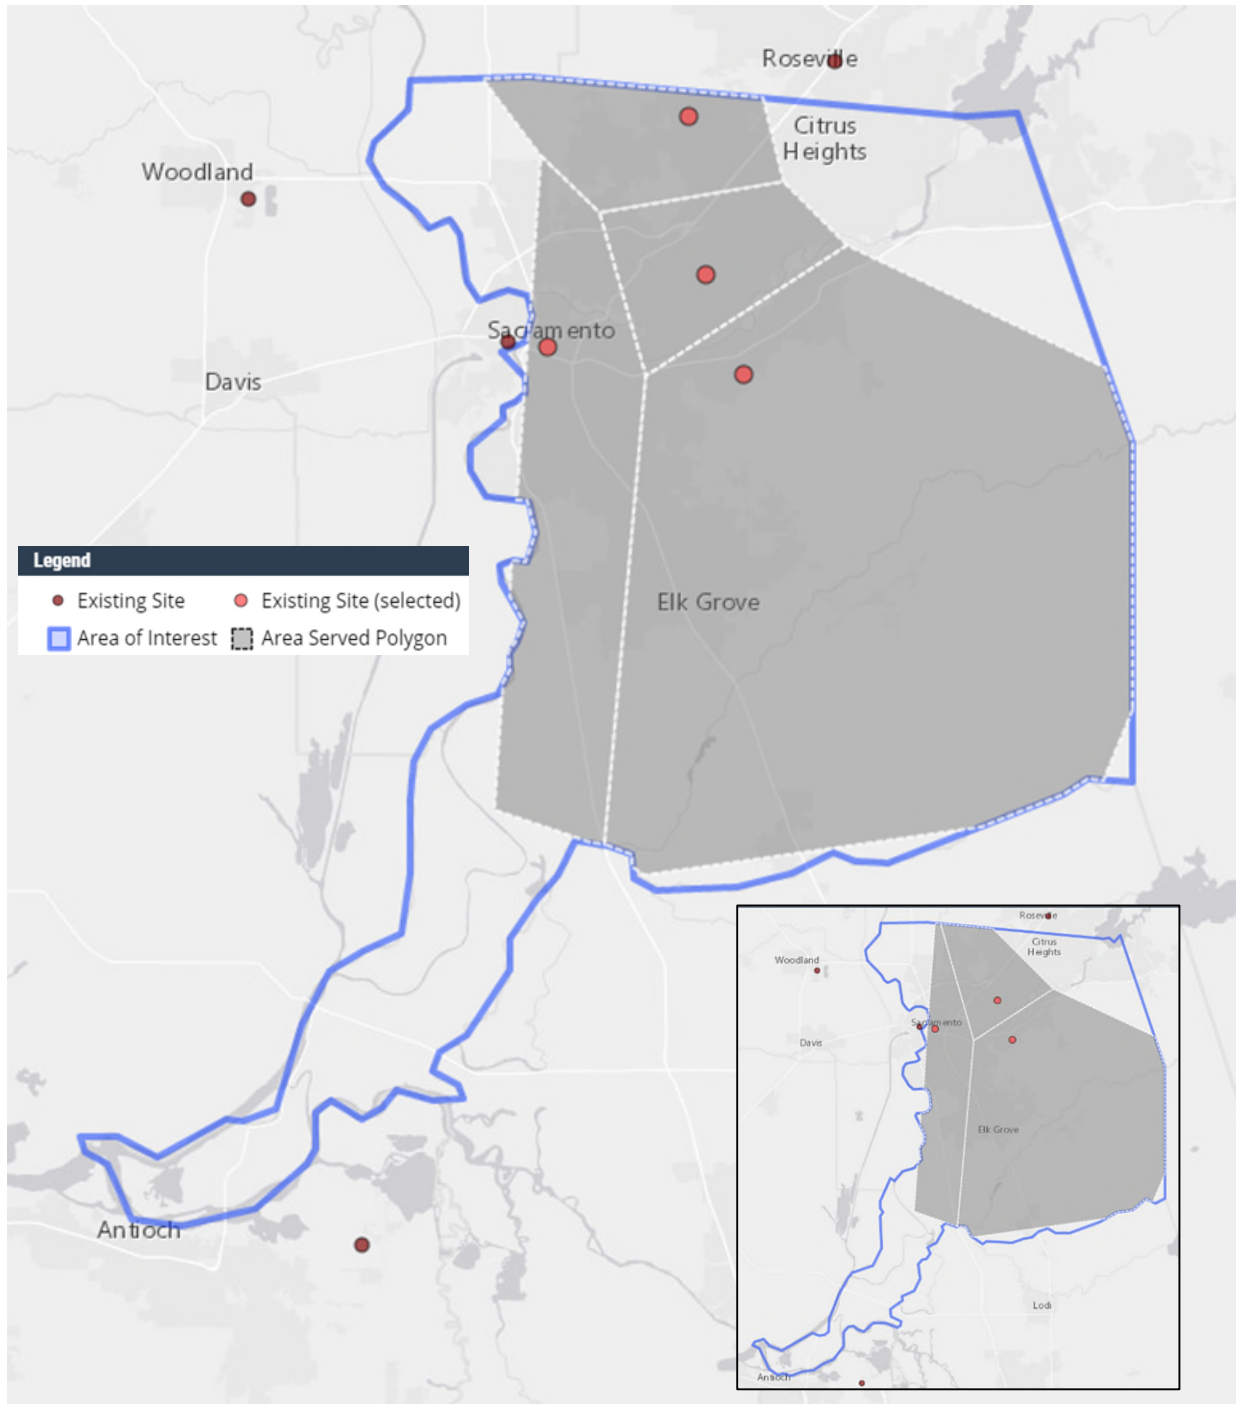 Roseville
Citrus
Heights
Woodland
Sacramento
Davis
Legend
Existing Site
Existing Site (selected)
Area of Interest
Area Served Polygon
Elk Grove
Antioch
Roseville
Citrus
Heights
Woodland
Sacramento
Davis
Elk Grove
Lodi
Antioch